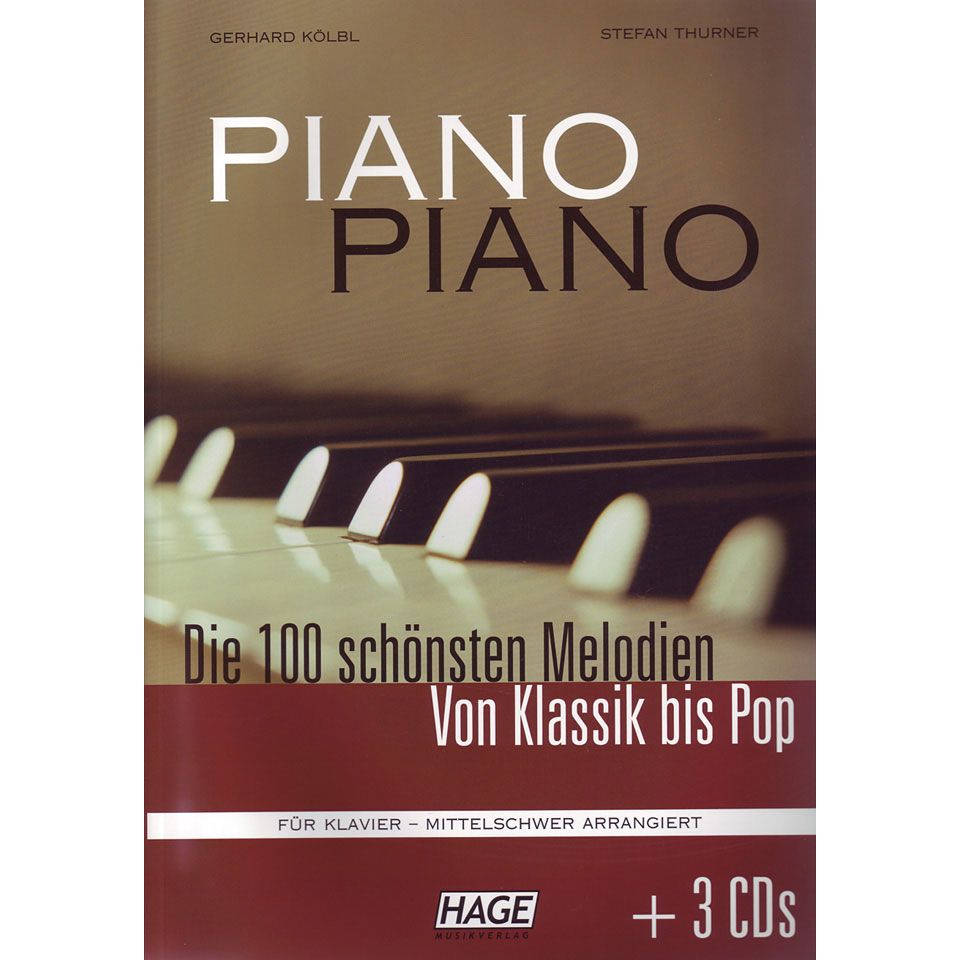 GERHARD KÖLBL
STEFAN THURNER
PIANO
PIANO
Die 100 schönsten Melodien
Von Klassik bis Pop
FÜR KLAVIER – MITTELSCHWER ARRANGIERT
HAGE
MUSIKVERLAG
+ 3 CDs